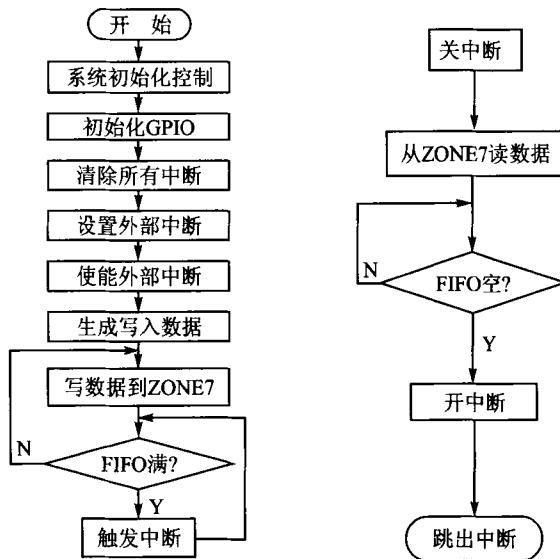 开 始
系统初始化控制
初始化GPIO
清除所有中断
设置外部中断
使能外部中断
生成写入数据
写数据到ZONE7
N
FIFO满?
Y
触发中断
关中断
从ZONE7读数据
N
FIFO空?
Y
开中断
跳出中断